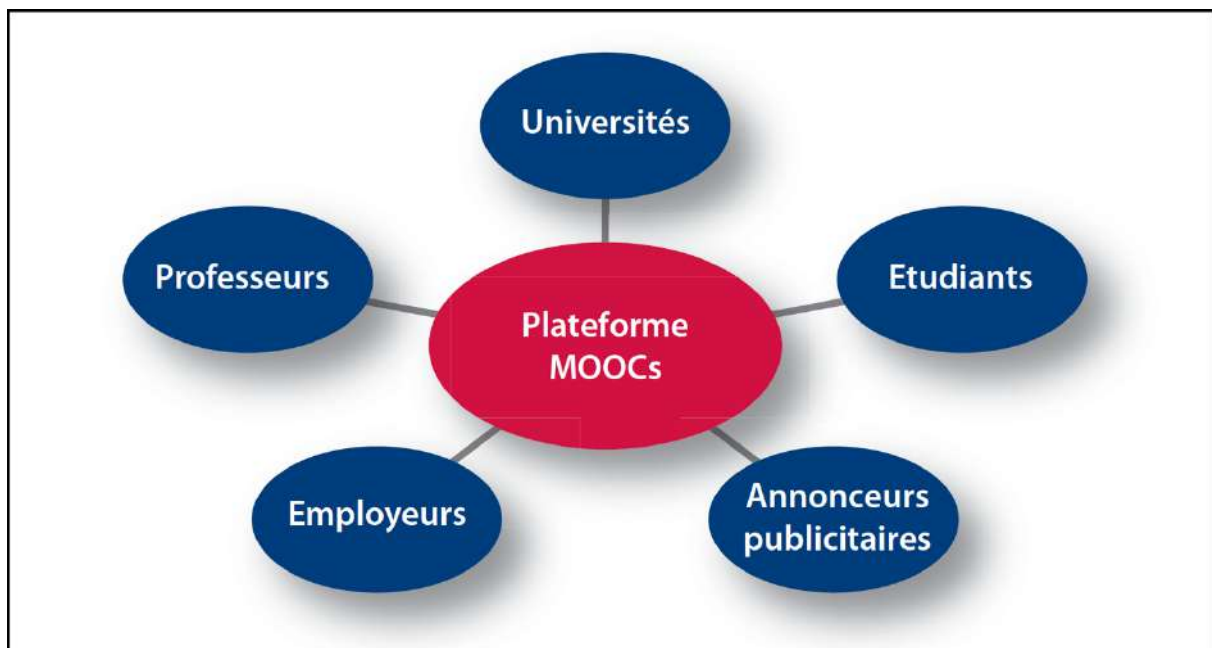 Universités
Professeurs
Etudiants
Plateforme
MOOCs
Employeurs
Annonceurs
publicitaires